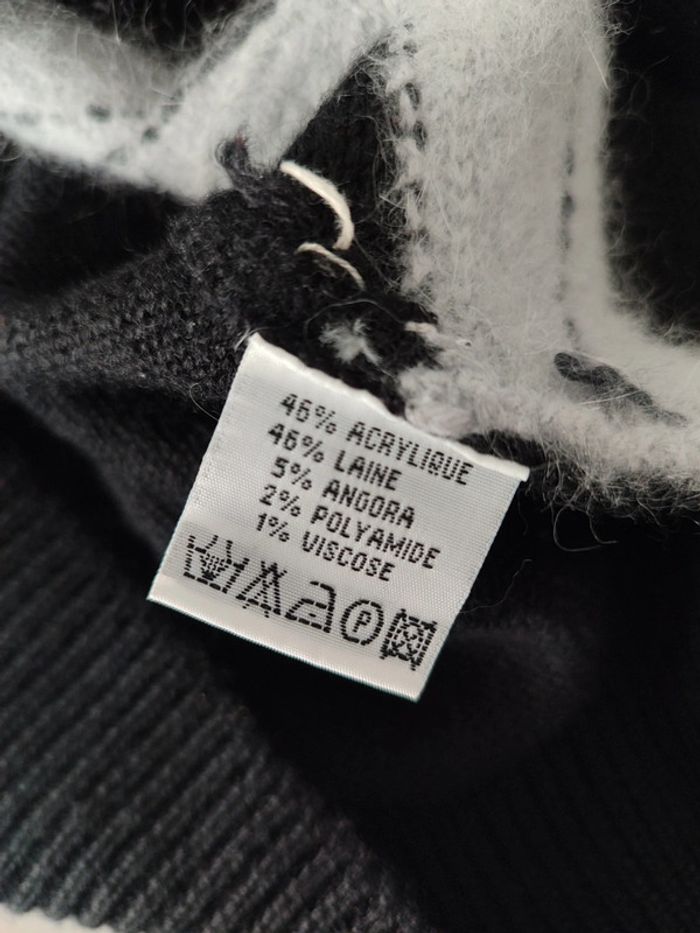 46% ACRYLIQUE
46% LAINE
5% ANGORA
2% POLYAMIDE
1% VISCOSE
P